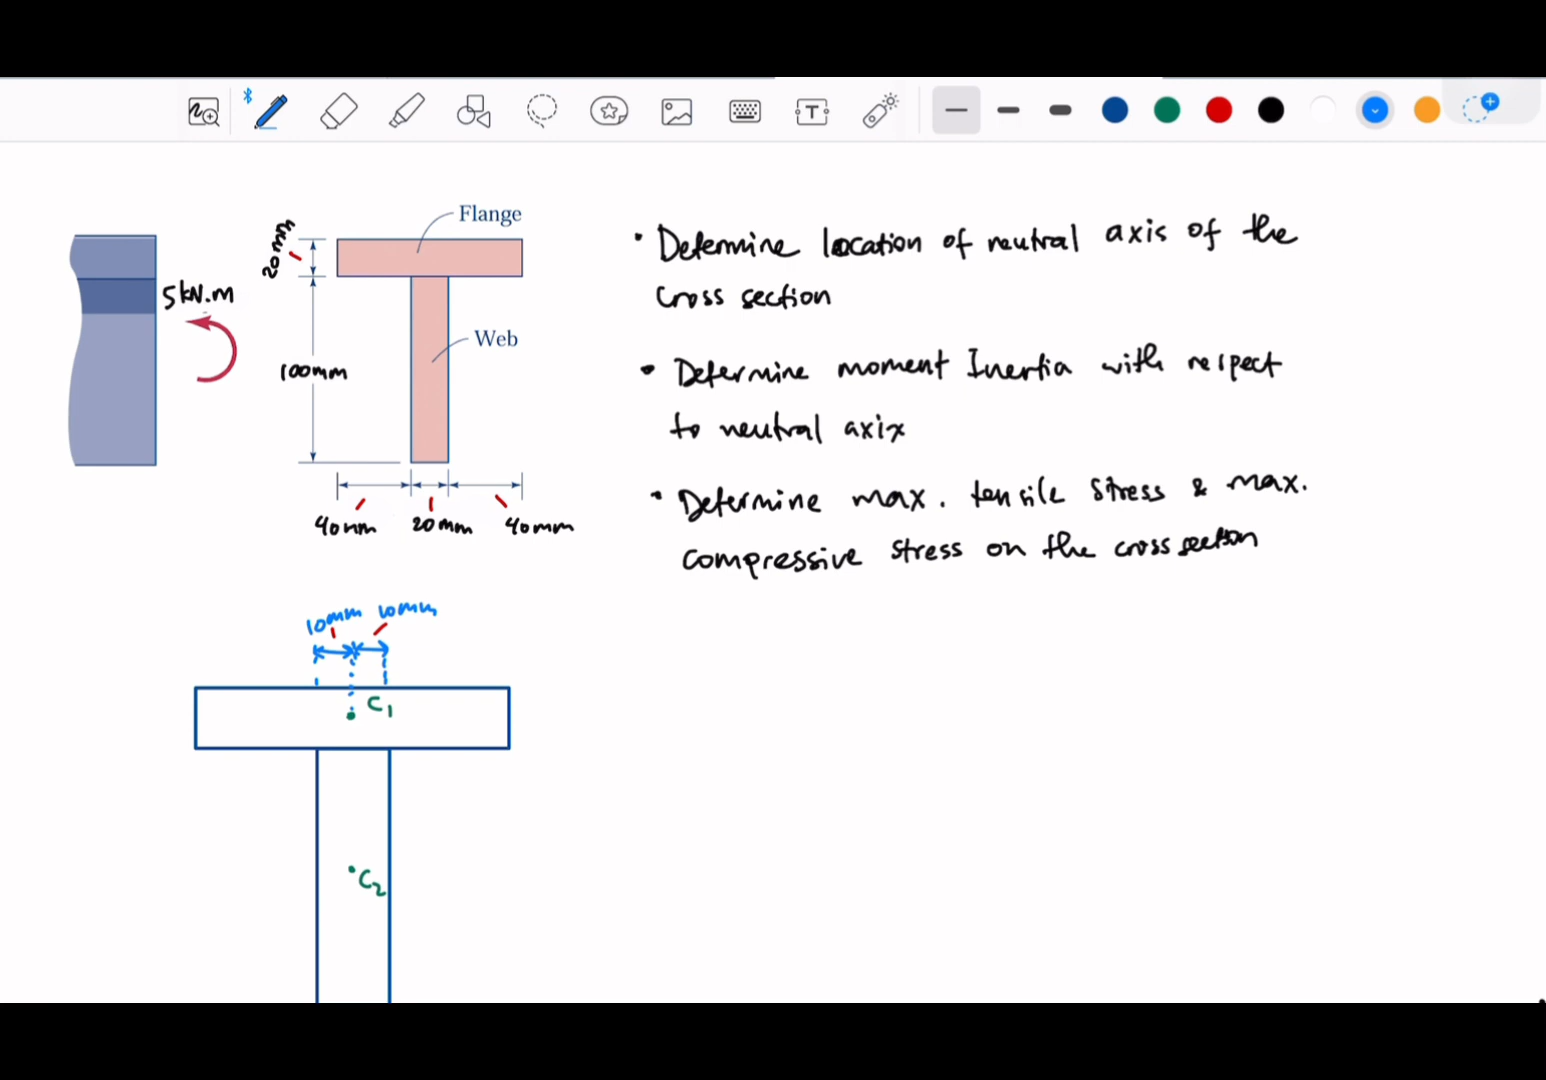 Flange
20mm
5kN.m
Web
100mm
40mm 20mm 40mm
• Determine location of neutral axis of the
cross section
• Determine moment Inertia with respect
to neutral axix
• Determine max. tensile stress & max.
compressive stress on the cross section
10mm 10mm
C1
C2
T